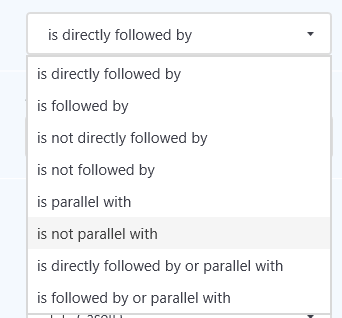 is directly followed by
is directly followed by
is followed by
is not directly followed by
is not followed by
is parallel with
is not parallel with
is directly followed by or parallel with
is followed by or parallel with